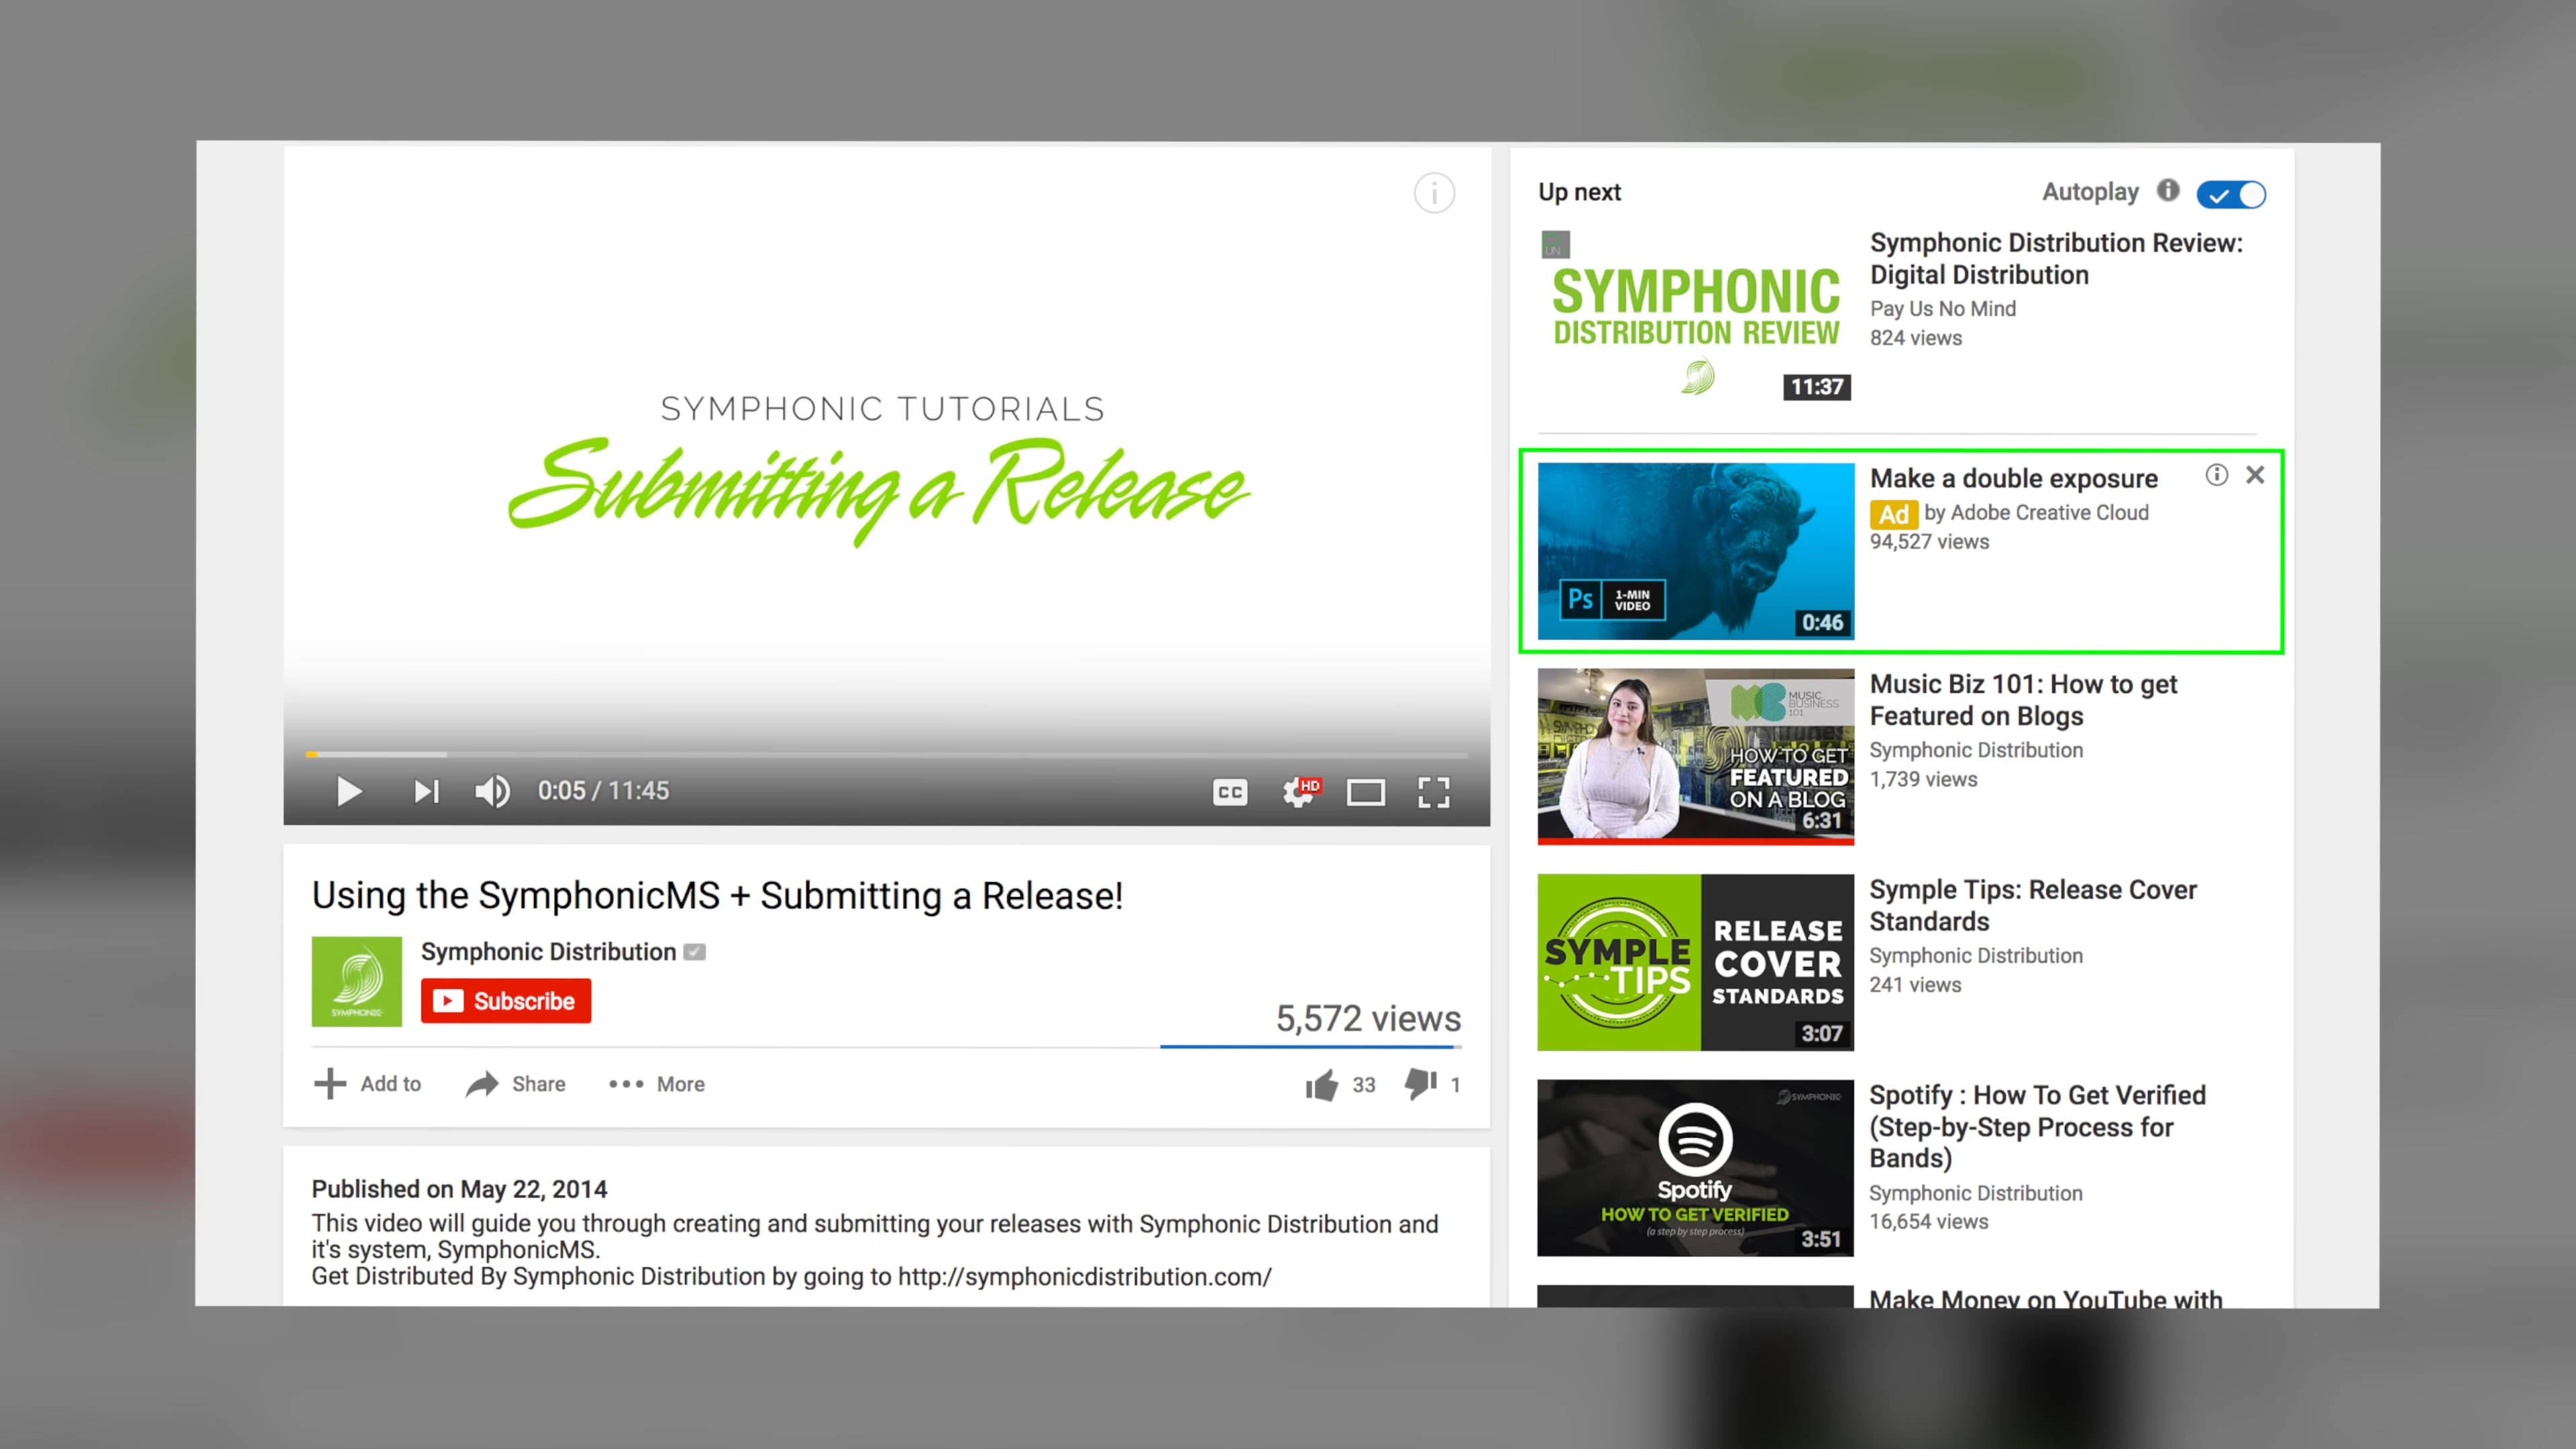 SYMPHONIC TUTORIALS
Submitting a Release
0:05 / 11:45
CC
HD
Using the SymphonicMS + Submitting a Release!
SYMPHONIC
Symphonic Distribution
Subscribe
5,572 views
Add to
Share
More
33
1
Published on May 22, 2014
This video will guide you through creating and submitting your releases with Symphonic Distribution and
it's system, SymphonicMS.
Get Distributed By Symphonic Distribution by going to http://symphonicdistribution.com/
Up next
Autoplay
UN
SYMPHONIC
DISTRIBUTION REVIEW
11:37
Symphonic Distribution Review:
Digital Distribution
Pay Us No Mind
824 views
Ps
1-MIN
VIDEO
0:46
Make a double exposure
Ad by Adobe Creative Cloud
94,527 views
MUSIC
BUSINESS
101
HOW TO GET
FEATURED
ON A BLOG
6:31
Music Biz 101: How to get
Featured on Blogs
Symphonic Distribution
1,739 views
SYMPLE
TIPS
RELEASE
COVER
STANDARDS
3:07
Symple Tips: Release Cover
Standards
Symphonic Distribution
241 views
SYMPHONIC
Spotify
HOW TO GET VERIFIED
(a step by step process)
3:51
Spotify : How To Get Verified
(Step-by-Step Process for
Bands)
Symphonic Distribution
16,654 views
Make Money on YouTube with